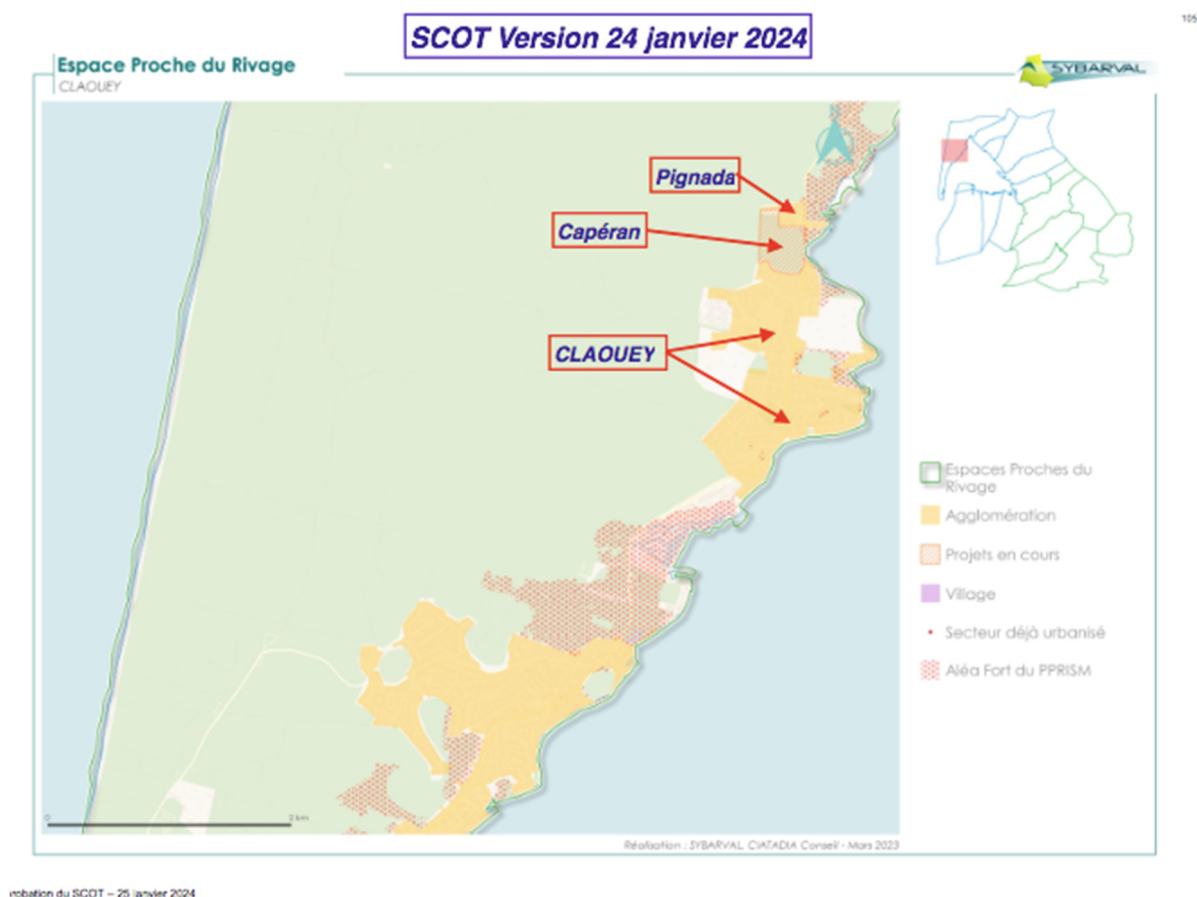 SCOT Version 24 janvier 2024
105
Espace Proche du Rivage
CLAOUEY
SYBARVAL
Pignada
Capéran
CLAOUEY
Espaces Proches du
Rivage
Agglomération
Projets en cours
Village
Secteur déjà urbanisé
Aléa Fort du PPRISM
0 2 km
Réalisation : SYBARVAL CITADIA Conseil - Mars 2023
robation du SCOT – 25 janvier 2024